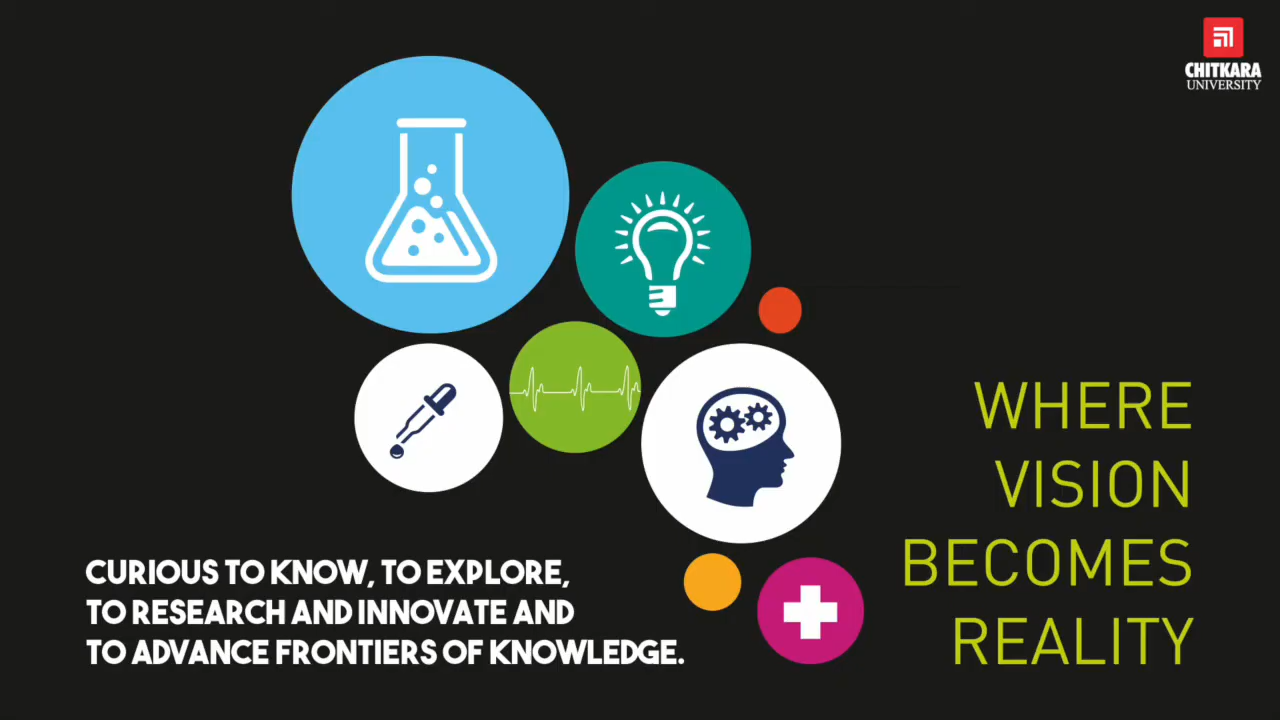 CHITKARA
UNIVERSITY
WHERE
VISION
BECOMES
REALITY
CURIOUS TO KNOW, TO EXPLORE,
TO RESEARCH AND INNOVATE AND
TO ADVANCE FRONTIERS OF KNOWLEDGE.